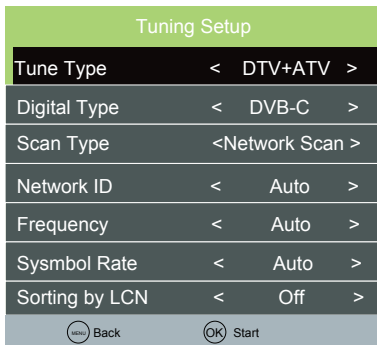 Tuning Setup
Tune Type < DTV+ATV >
Digital Type < DVB-C >
Scan Type <Network Scan >
Network ID < Auto >
Frequency < Auto >
Sysmbol Rate < Auto >
Sorting by LCN < Off >
MENU Back OK Start